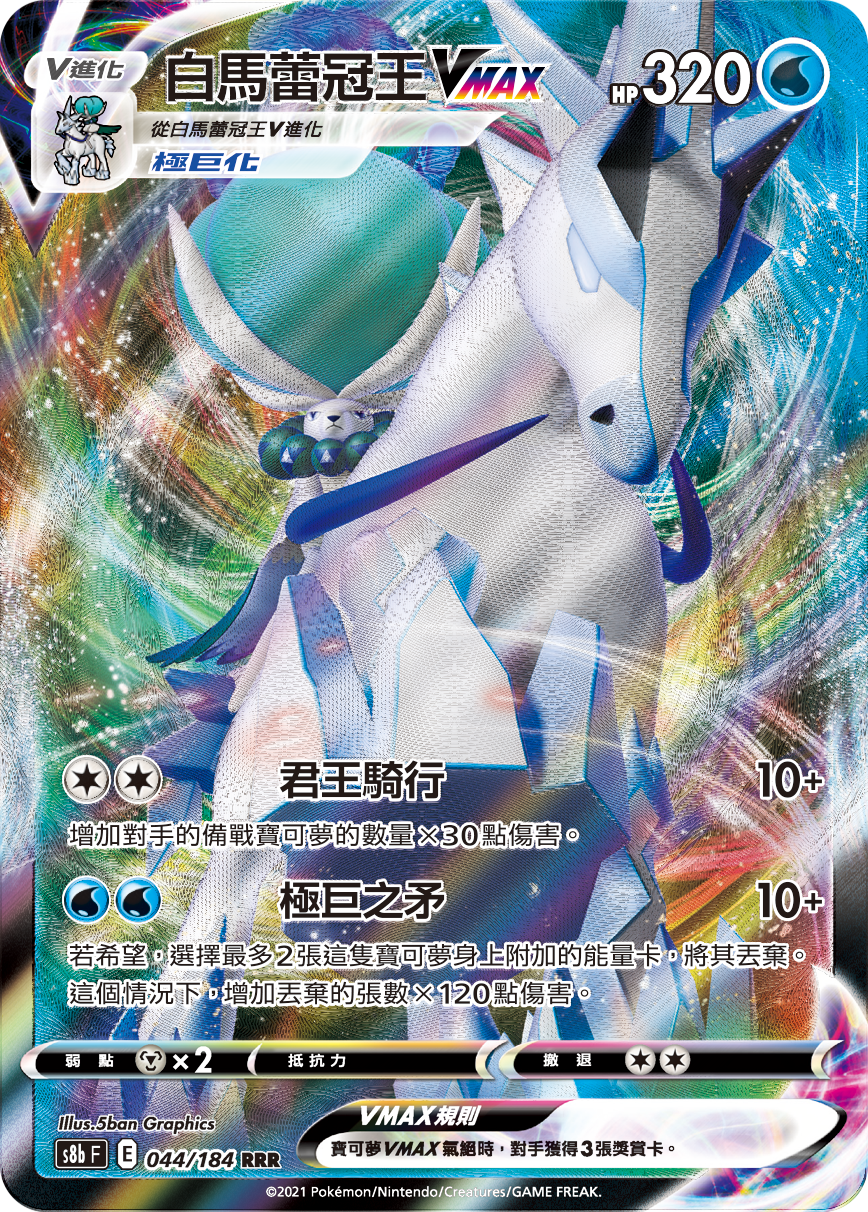 V進化
白馬蕾冠王VMAX HP320
從白馬蕾冠王V進化
極巨化
君王騎行 10+
增加對手的備戰寶可夢的數量×30點傷害。
極巨之矛 10+
若希望，選擇最多2張這隻寶可夢身上附加的能量卡，將其丟棄。
這個情況下，增加丟棄的張數×120點傷害。
弱點 ×2 抵抗力 撤退
Illus.5ban Graphics
VMAX規則
s8b F E 044/184 RRR
寶可夢VMAX氣絕時，對手獲得3張獎賞卡。
©2021 Pokémon/Nintendo/Creatures/GAME FREAK.